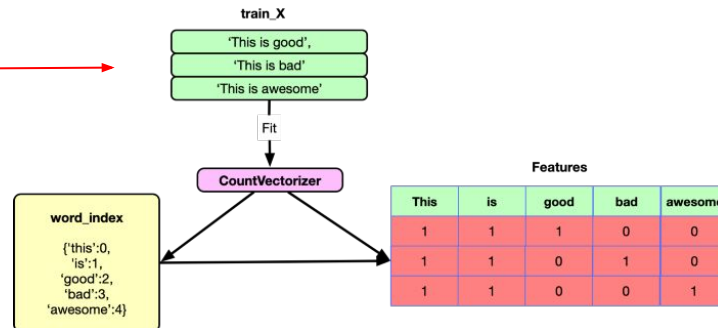 train_X
‘This is good’,
‘This is bad’
‘This is awesome’
Fit
CountVectorizer
word_index
{'this':0,
'is':1,
‘good’:2,
‘bad’:3,
‘awesome’:4}
Features
This is good bad awesome
1 1 1 0 0
1 1 0 1 0
1 1 0 0 1